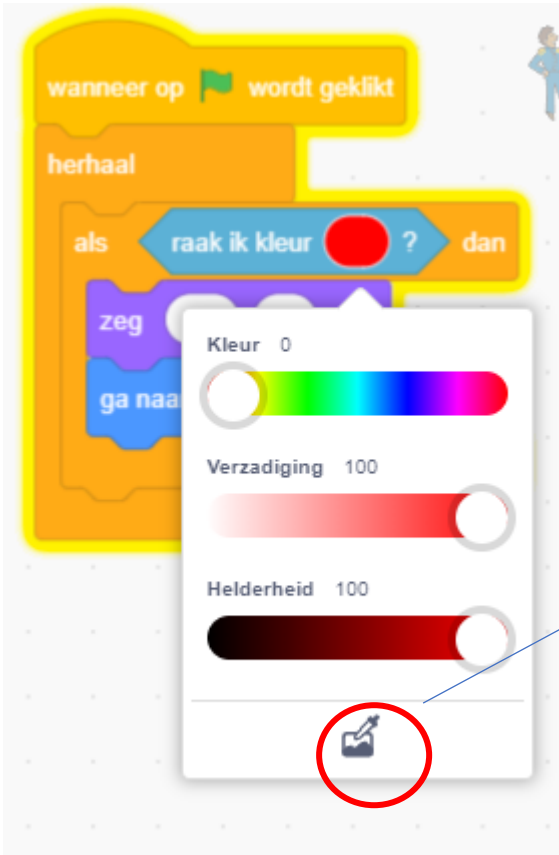 wanneer op wordt geklikt
herhaal
als raak ik kleur ? dan
zeg
Kleur 0
ga naa
Verzadiging 100
Helderheid 100